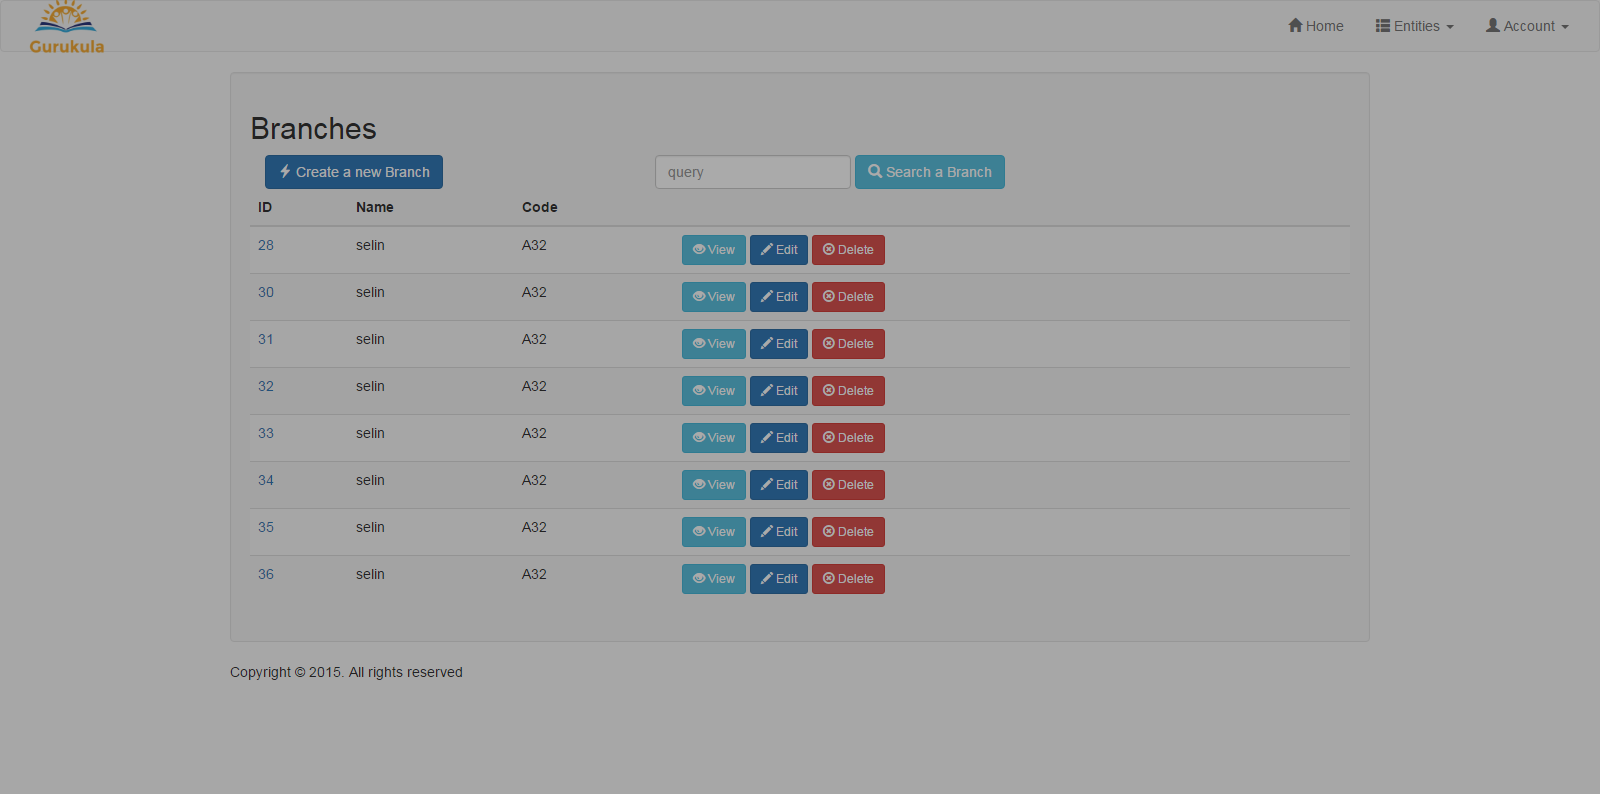 Gurukula
Home Entities Account
Branches
Create a new Branch query Search a Branch
ID Name Code
28 selin A32 View Edit Delete
30 selin A32 View Edit Delete
31 selin A32 View Edit Delete
32 selin A32 View Edit Delete
33 selin A32 View Edit Delete
34 selin A32 View Edit Delete
35 selin A32 View Edit Delete
36 selin A32 View Edit Delete
Copyright © 2015. All rights reserved